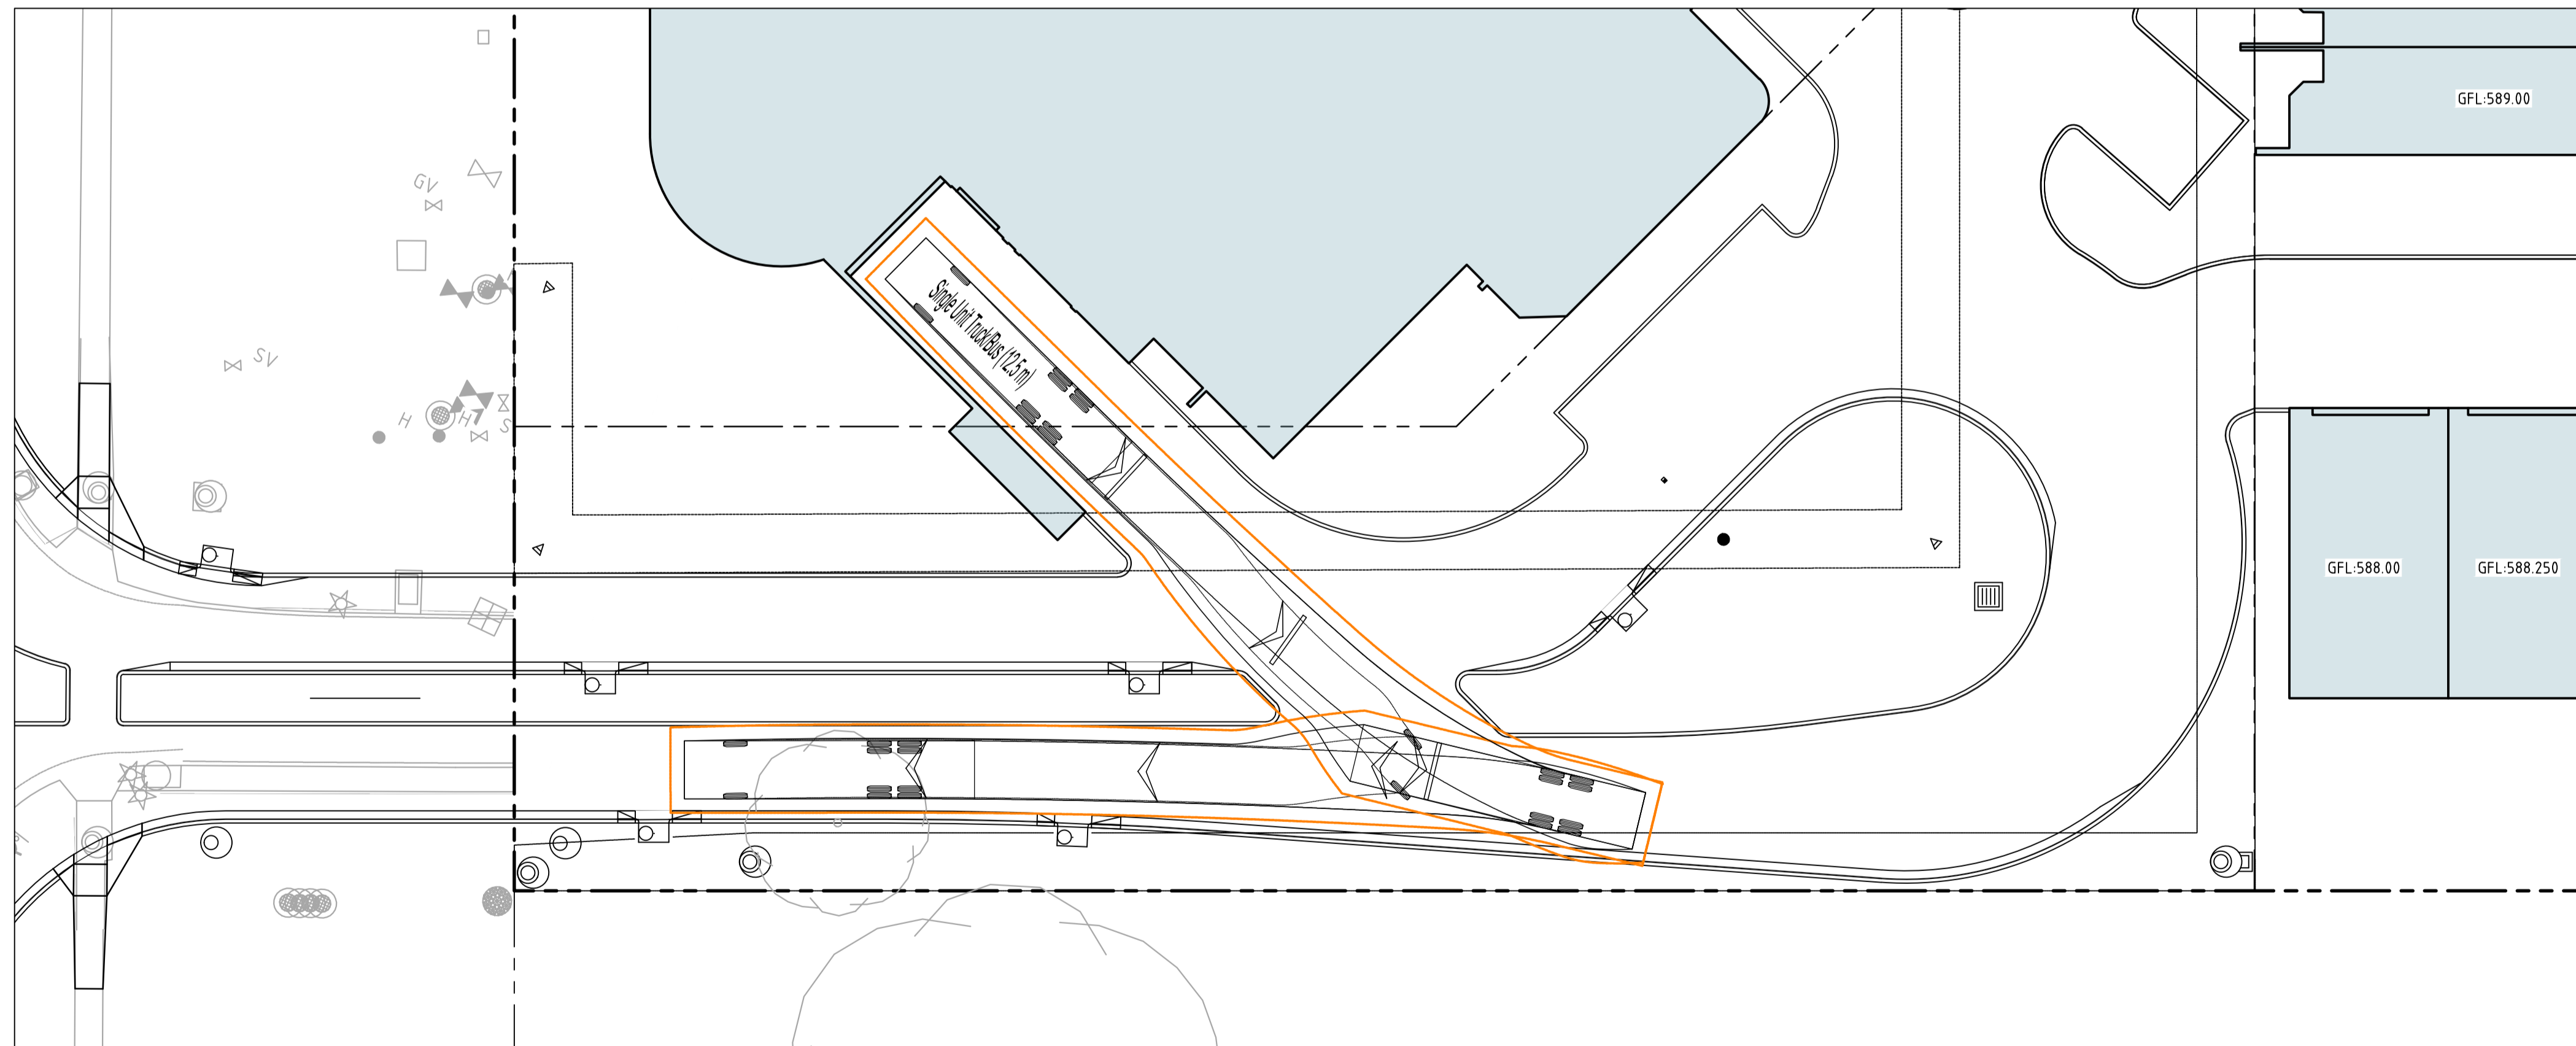 GFL:589.00
GV
Single Unit Truck/Bus (12.5 m)
SV
H
H
S
GFL:588.00
GFL:588.250